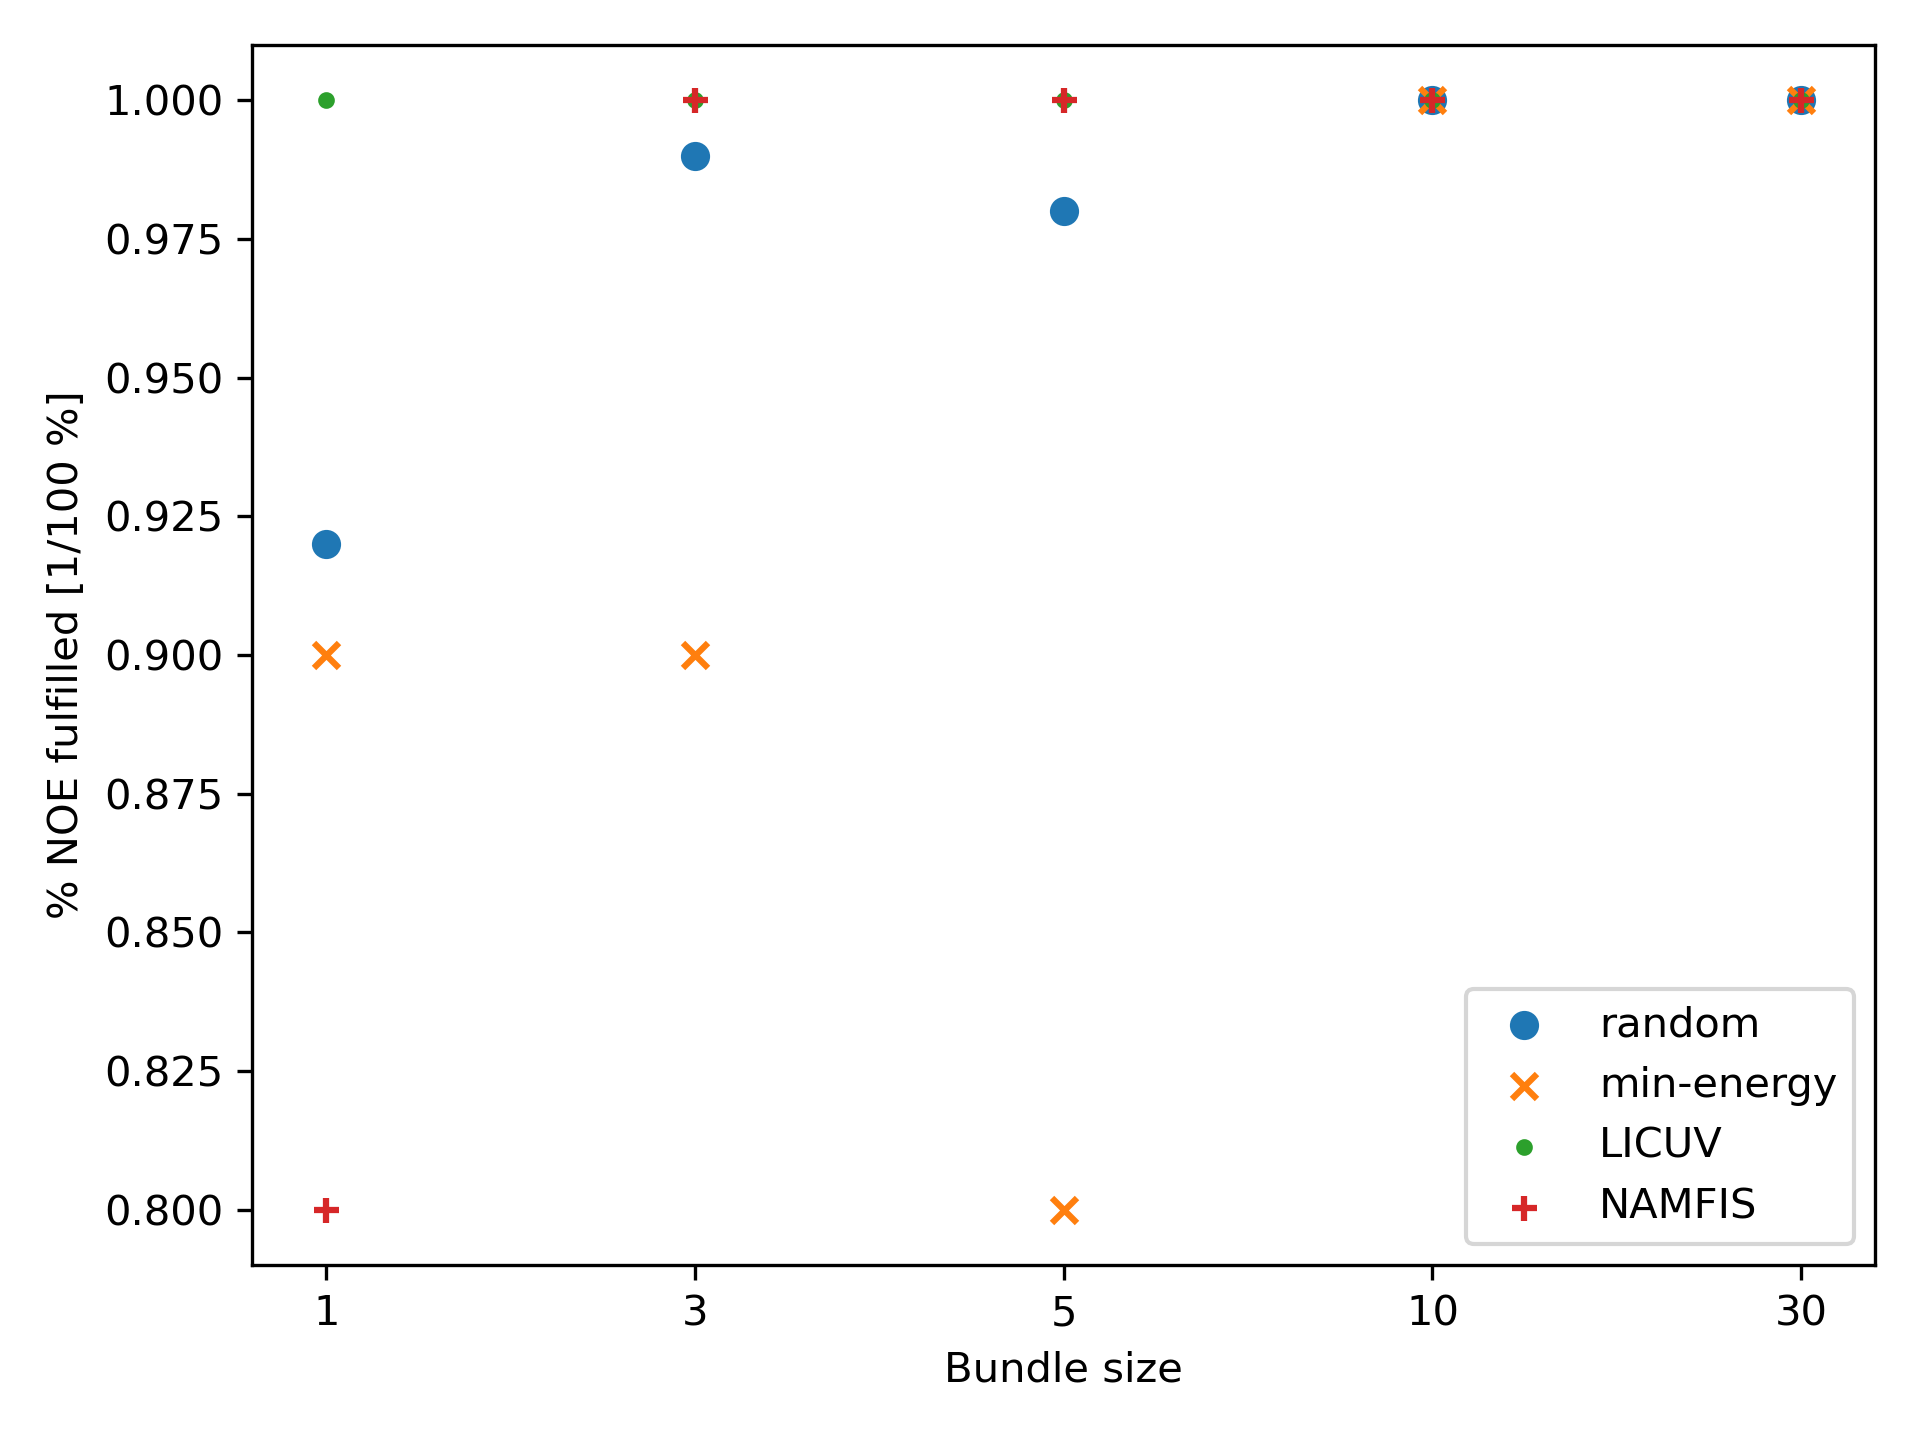 1.000
0.975
0.950
0.925
0.900
0.875
0.850
0.825
0.800
% NOE fulfilled [1/100 %]
random
min-energy
LICUV
NAMFIS
1 3 5 10 30
Bundle size